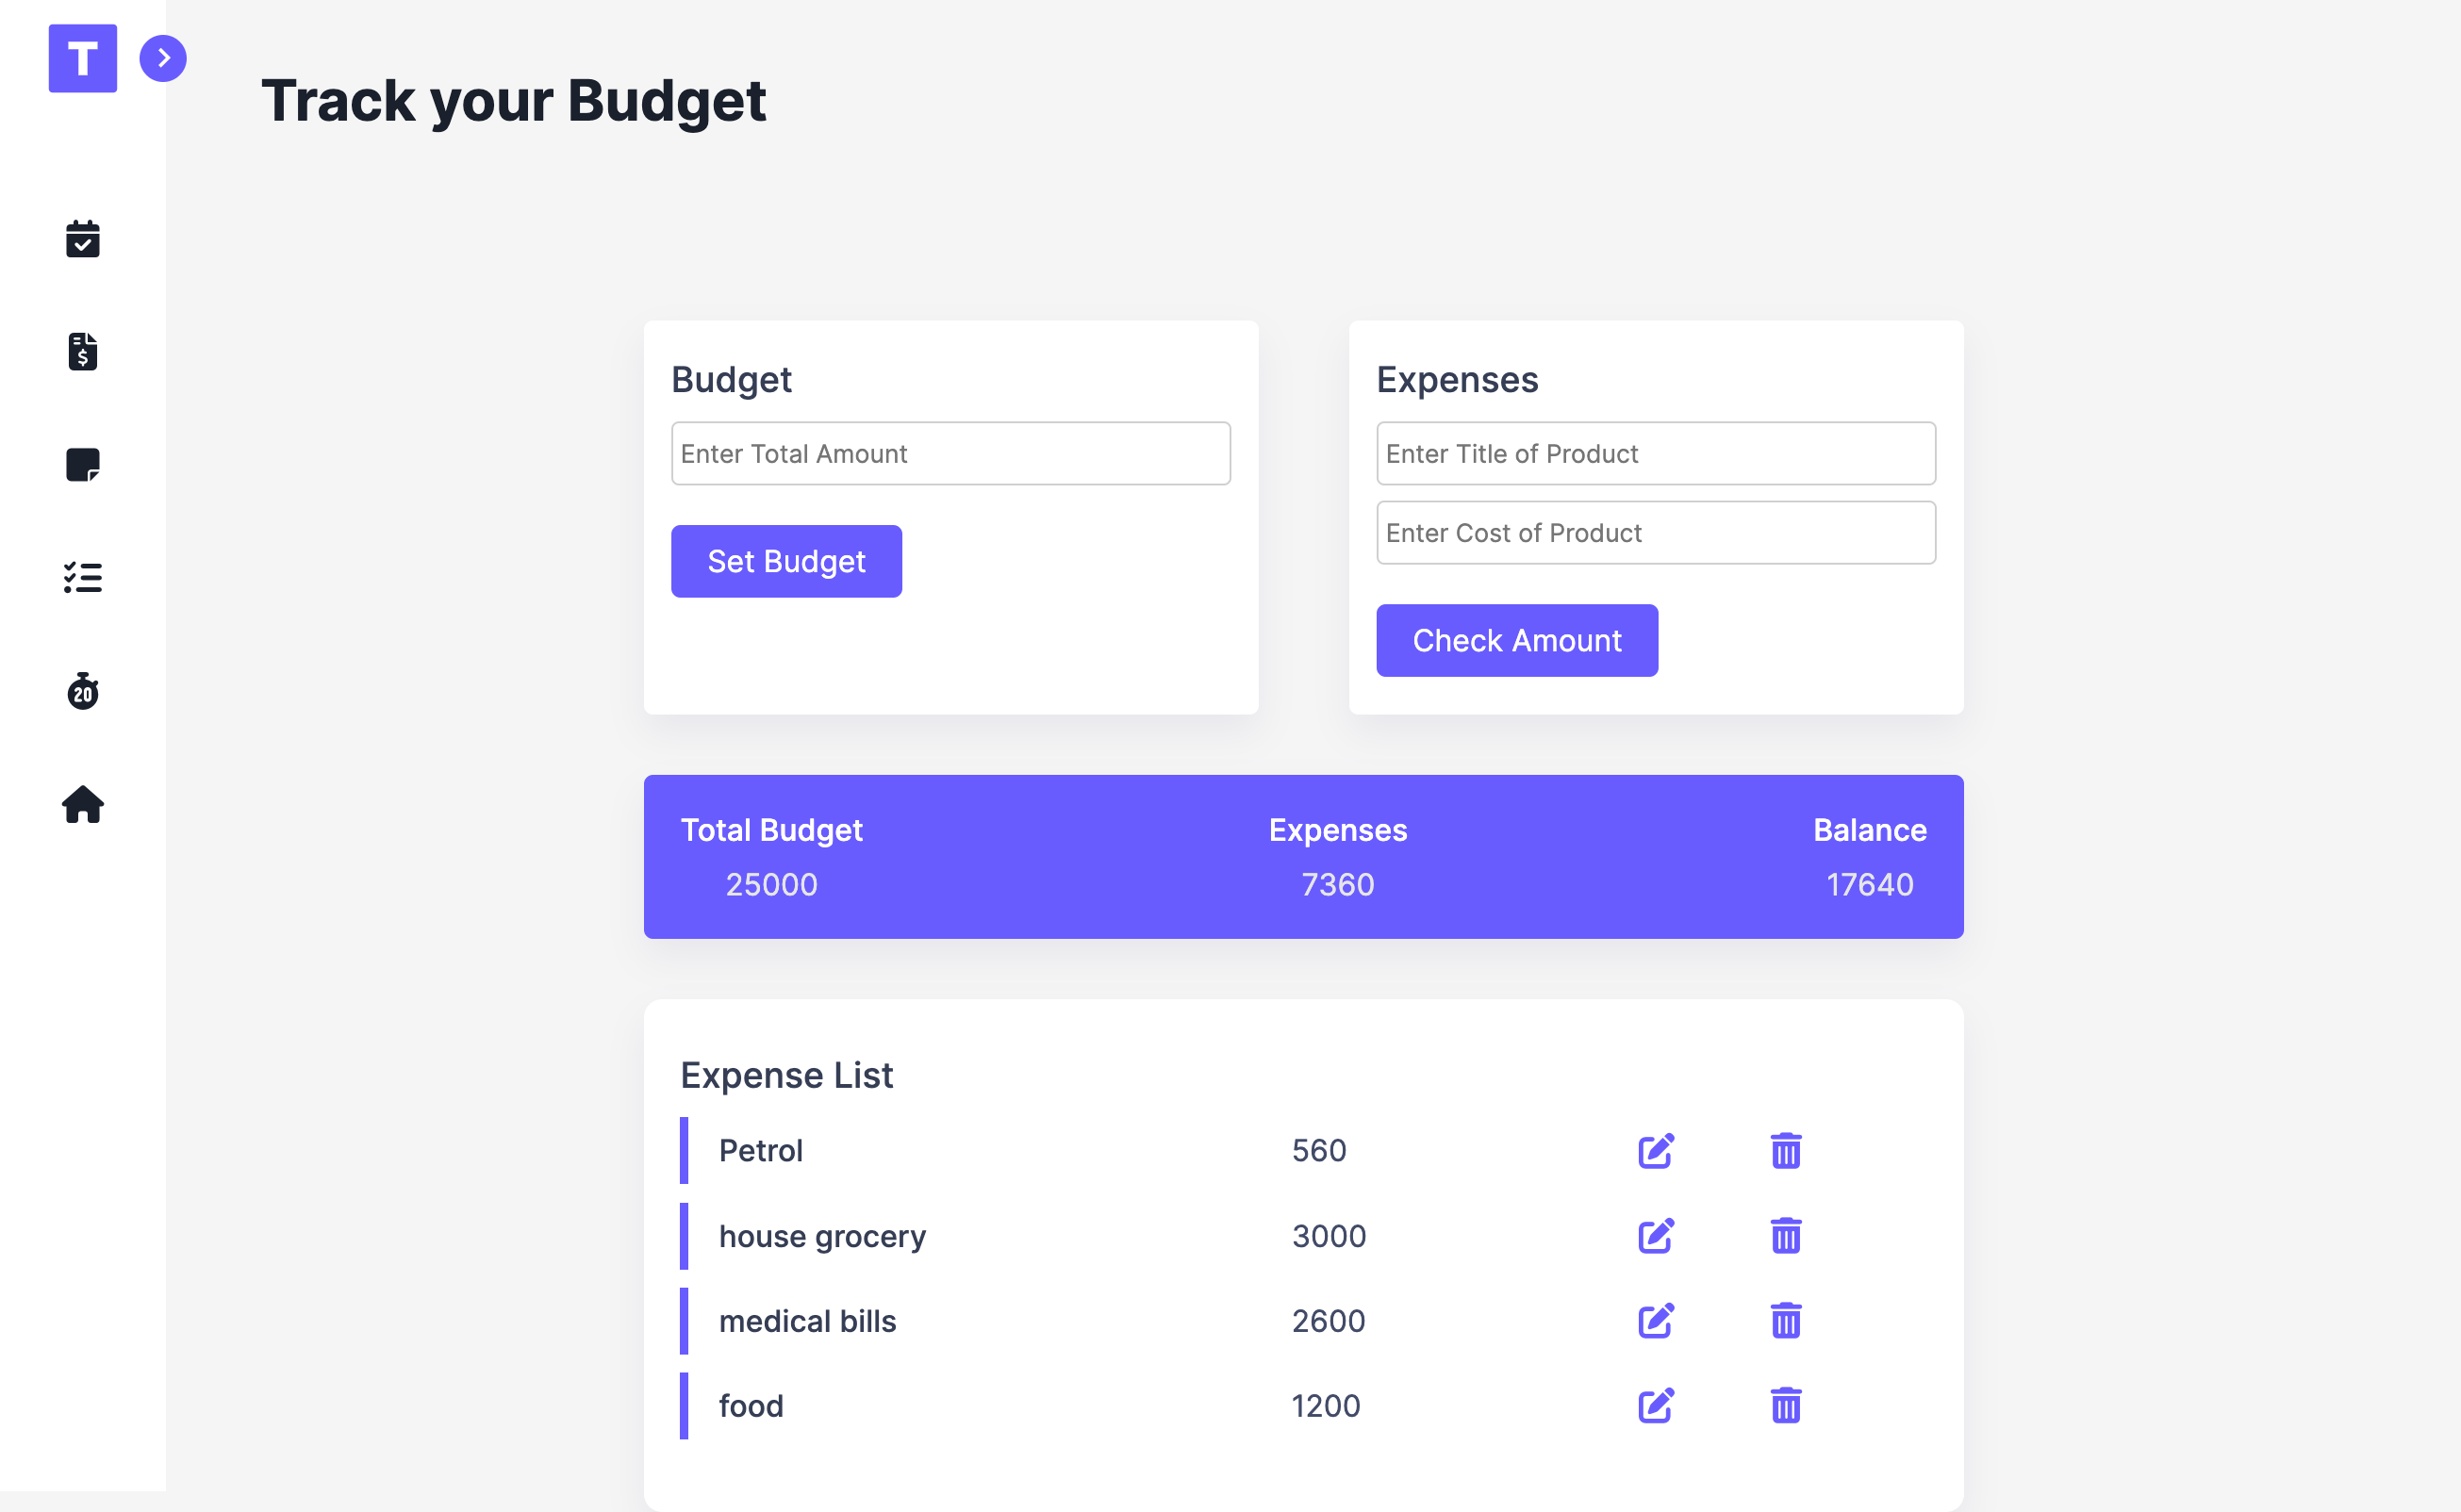 T
Track your Budget
Budget
Enter Total Amount
Set Budget
Expenses
Enter Title of Product
Enter Cost of Product
Check Amount
$
20
Total Budget Expenses Balance
25000 7360 17640
Expense List
Petrol 560
house grocery 3000
medical bills 2600
food 1200